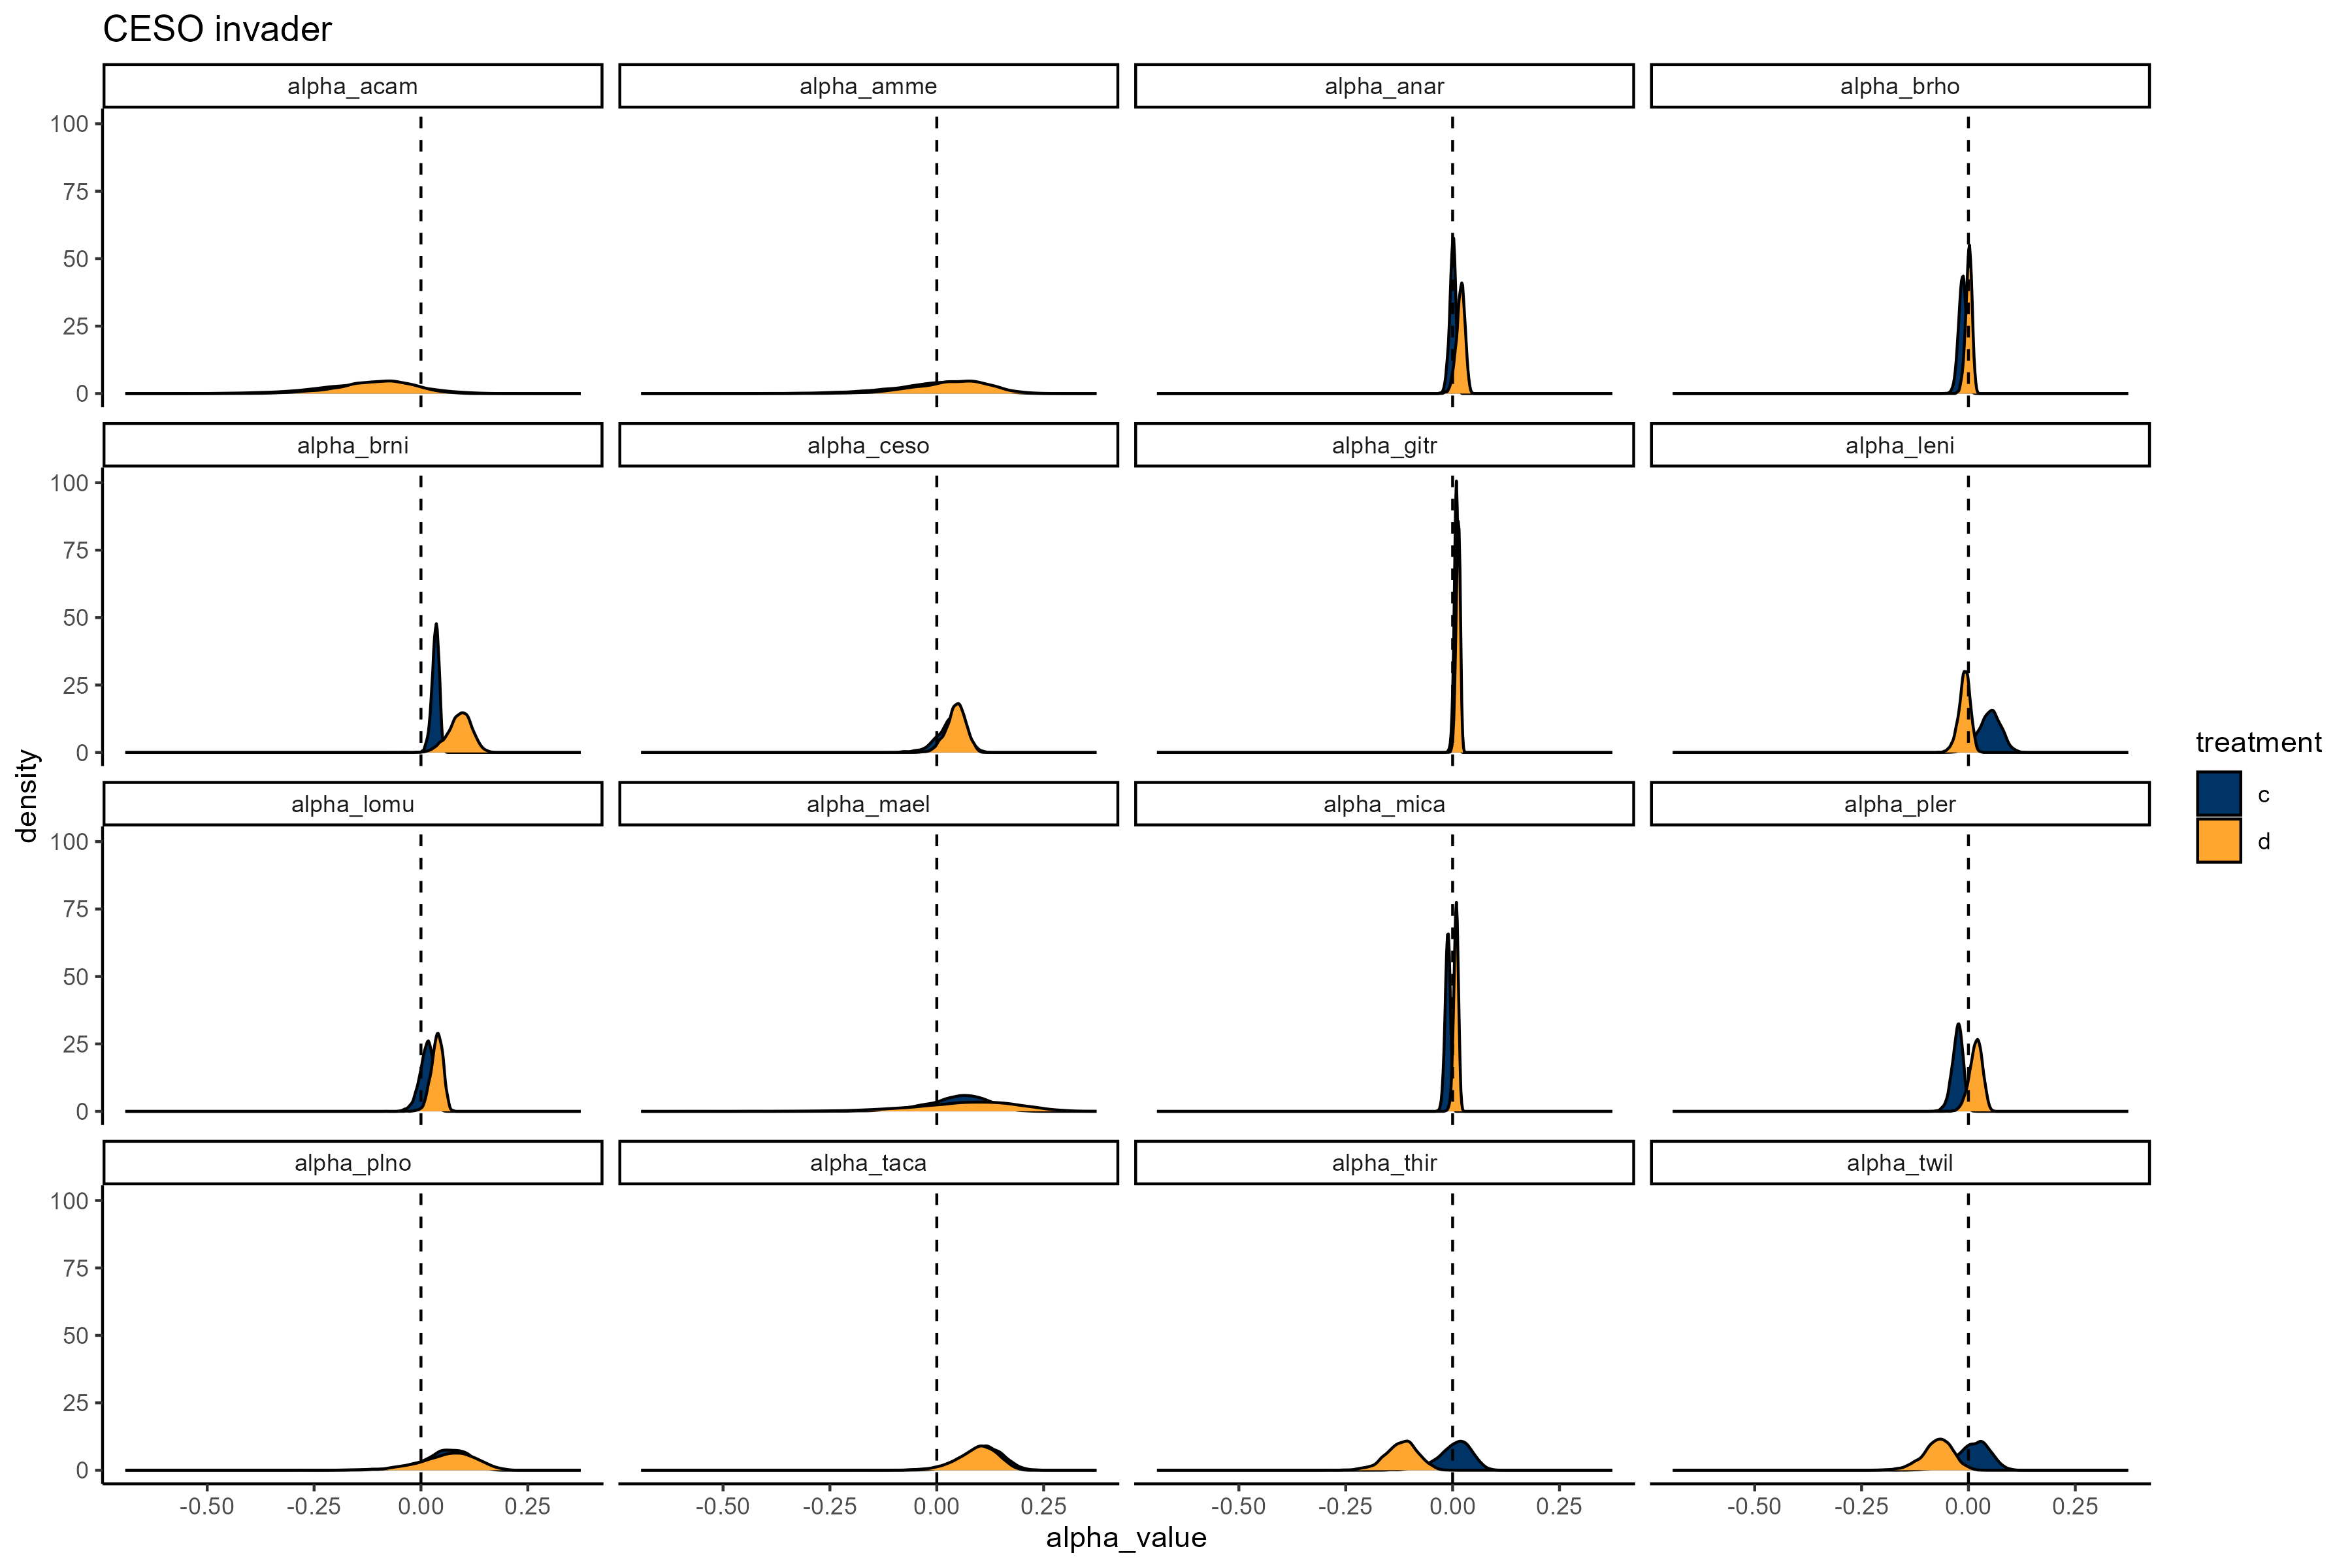 CESO invader
alpha_acam alpha_amme alpha_anar alpha_brho
100
75
50
25
0
alpha_brni alpha_ceso alpha_gitr alpha_leni
100
75
50
25
0
alpha_lomu alpha_mael alpha_mica alpha_pler
100
75
50
25
0
alpha_plno alpha_taca alpha_thir alpha_twil
100
75
50
25
0
-0.50 -0.25 0.00 0.25 -0.50 -0.25 0.00 0.25 -0.50 -0.25 0.00 0.25 -0.50 -0.25 0.00 0.25
alpha_value
density
treatment
c
d